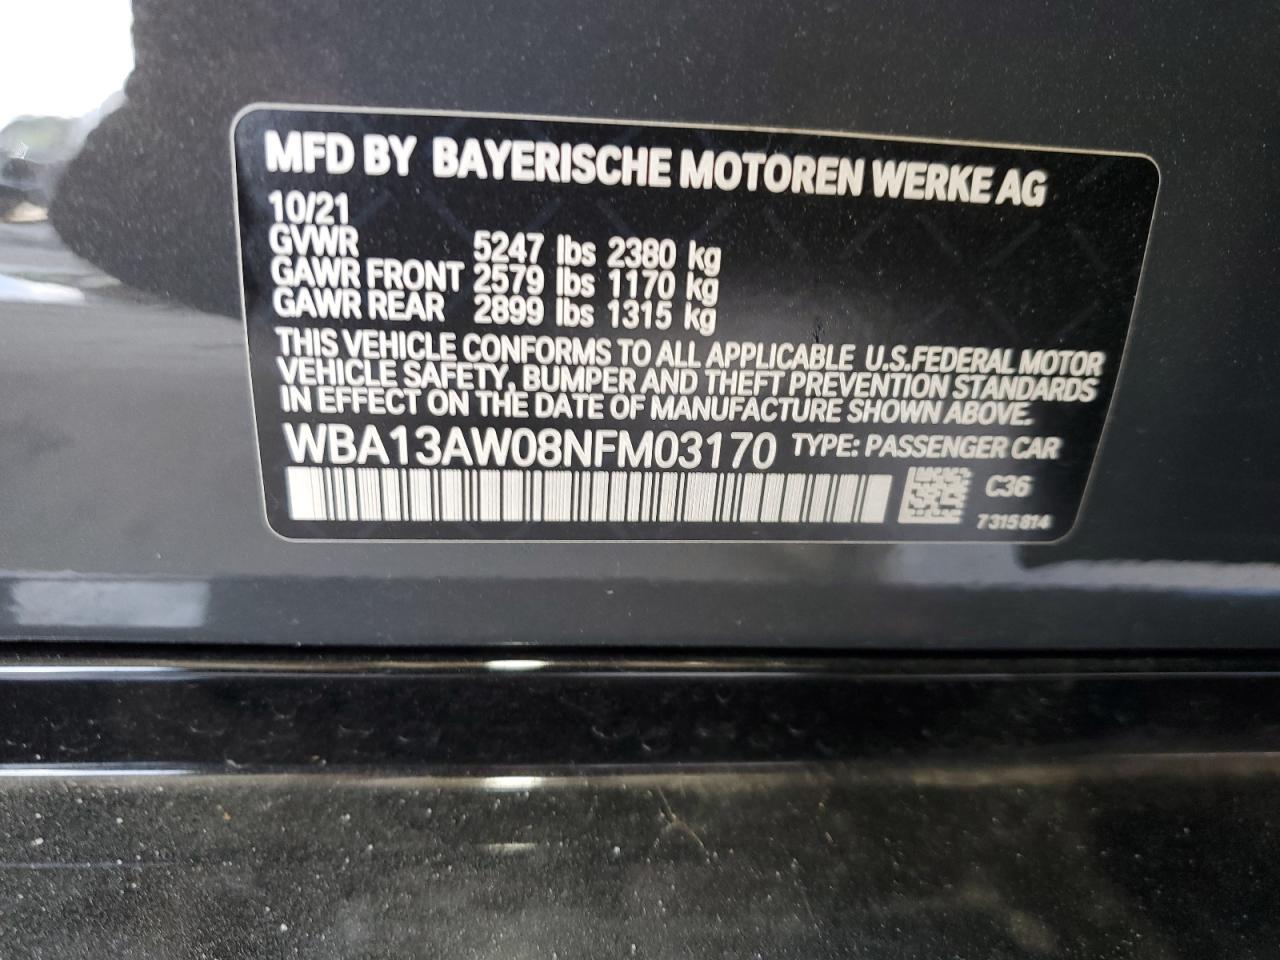 MFD BY BAYERISCHE MOTOREN WERKE AG
10/21
GVWR 5247 lbs 2380 kg
GAWR FRONT 2579 lbs 1170 kg
GAWR REAR 2899 lbs 1315 kg
THIS VEHICLE CONFORMS TO ALL APPLICABLE U.S.FEDERAL MOTOR
VEHICLE SAFETY, BUMPER AND THEFT PREVENTION STANDARDS
IN EFFECT ON THE DATE OF MANUFACTURE SHOWN ABOVE.
WBA13AW08NFM03170 TYPE: PASSENGER CAR
C36
7315814